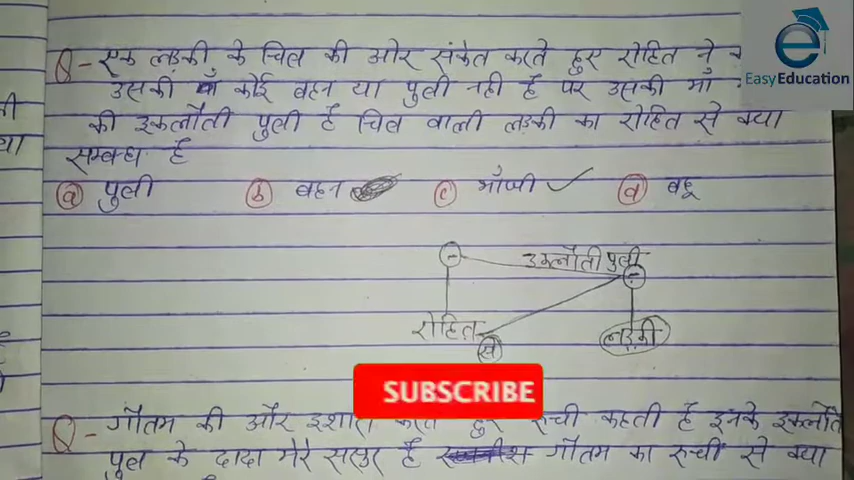 Q- एक लड़की के चित्र की ओर संकेत करते हुए रोहित ने
उसकी कोई बहन या पुत्री नही है पर उसकी माँ
की इकलौती पुत्री है चित्र वाली लड़की का रोहित से क्या
सम्बंध है
(a) पुत्री (b) बहन (c) भाँजी ✓ (d) बहू
EasyEducation
इकलौती पुत्री
रोहित
लड़की
SUBSCRIBE
Q- गौतम की और इशारा करते हुए रुची कहती है इनके इकलौते
पुत्र के दादा मेरे ससुर है गौतम का रुची से क्या